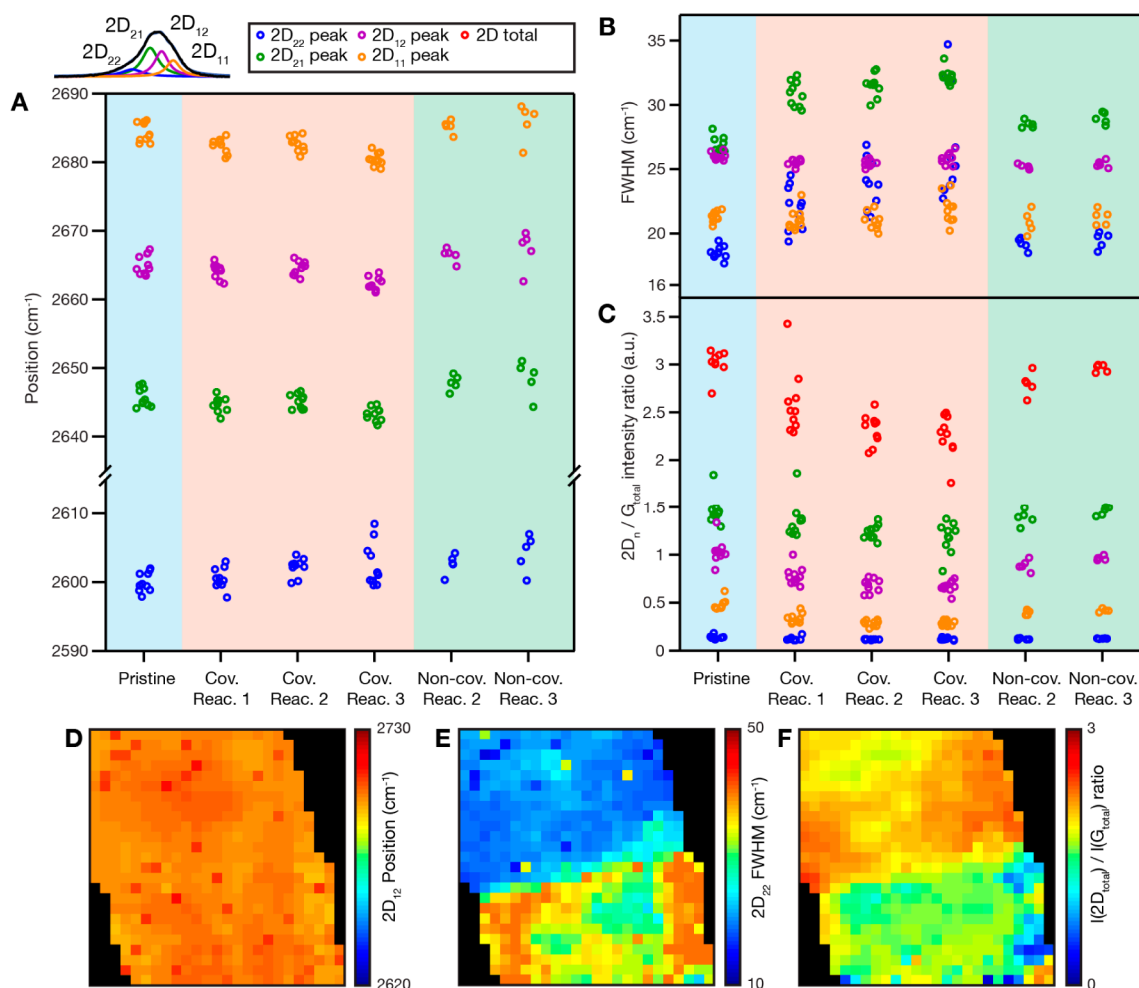 2D₁₂
2D₂₁
2D₂₂
2D₁₁
2D₂₂ peak
2D₁₂ peak
2D total
2D₂₁ peak
2D₁₁ peak
A
Position (cm⁻¹)
2690
2680
2670
2660
2650
2640
2610
2600
2590
Pristine
Cov.
Reac. 1
Cov.
Reac. 2
Cov.
Reac. 3
Non-cov.
Reac. 2
Non-cov.
Reac. 3
B
FWHM (cm⁻¹)
35
30
25
20
16
C
2Dₙ / G_total intensity ratio (a.u.)
3.5
3
2.5
2
1.5
1
0.5
0
Pristine
Cov.
Reac. 1
Cov.
Reac. 2
Cov.
Reac. 3
Non-cov.
Reac. 2
Non-cov.
Reac. 3
D
2730
2D₁₂ Position (cm⁻¹)
2620
E
50
2D₂₂ FWHM (cm⁻¹)
10
F
3
I(2D_total) / I(G_total) ratio
0